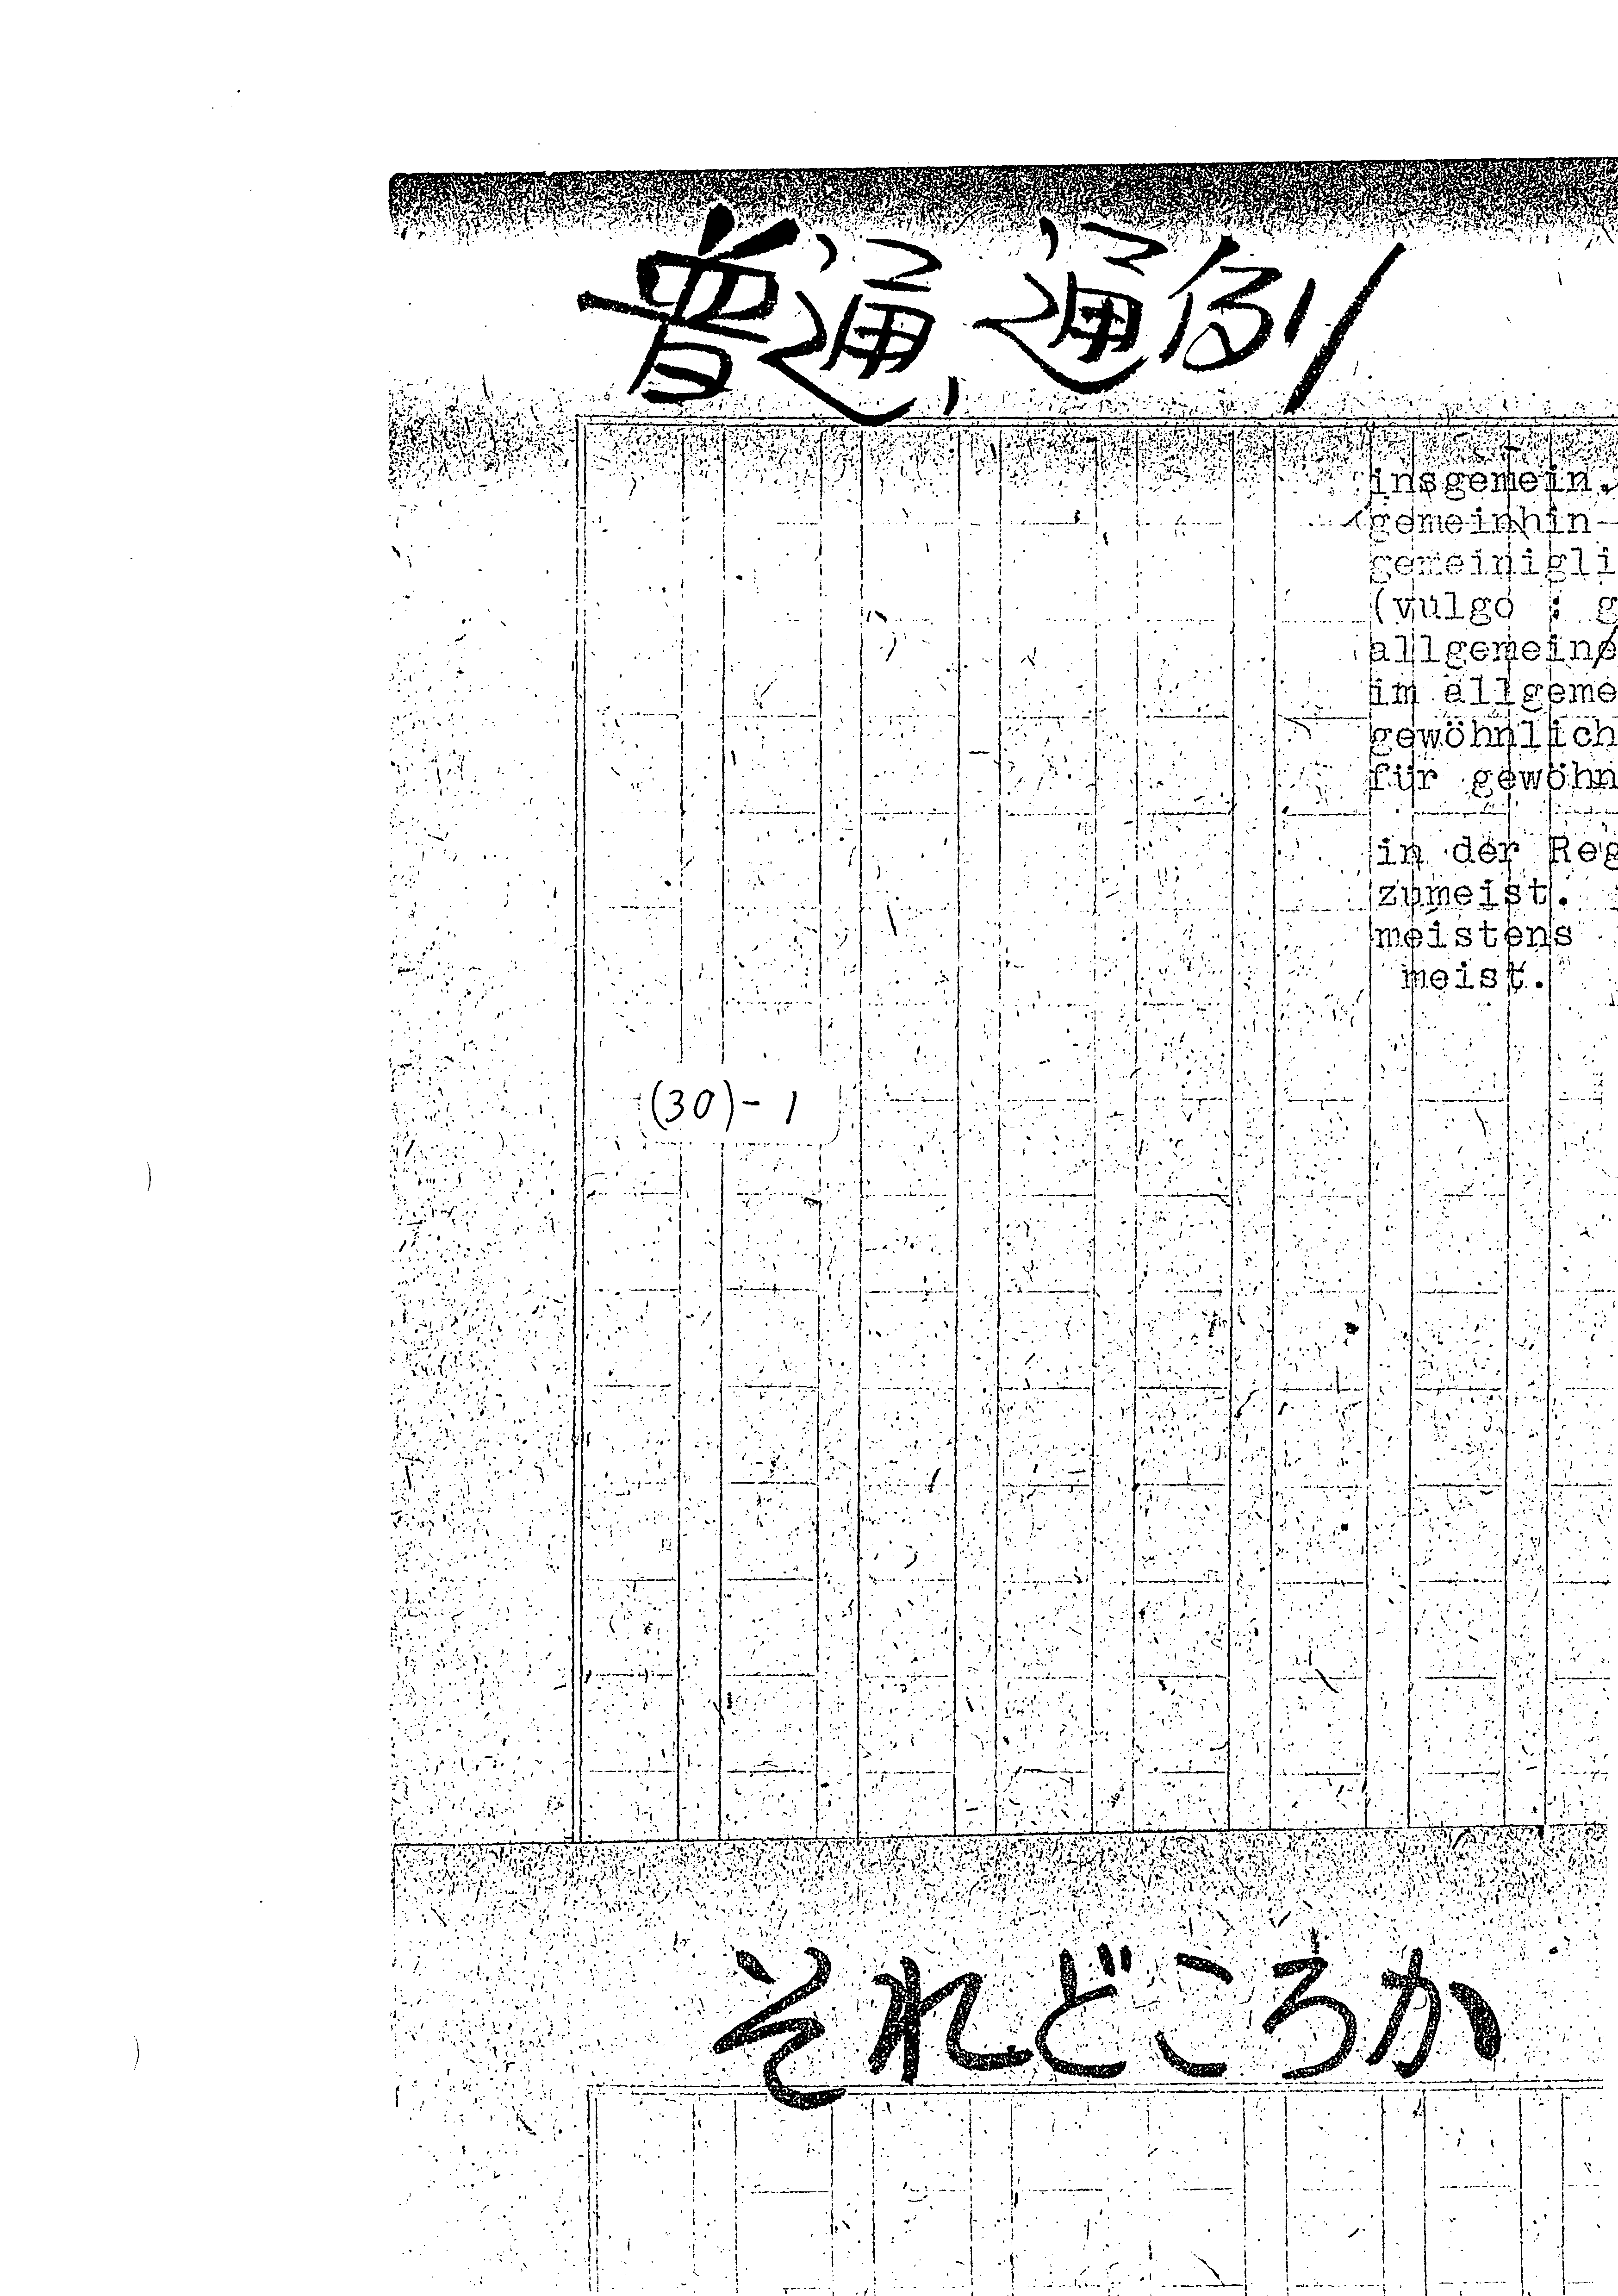 普通、通例
insgemein.
gemeinhin
gemeinigli
(vulgo : g
allgemeine
im allgeme
gewöhnlich
für gewöhn
in der Reg
zumeist.
meistens
meist.
(30)-1
それどころか